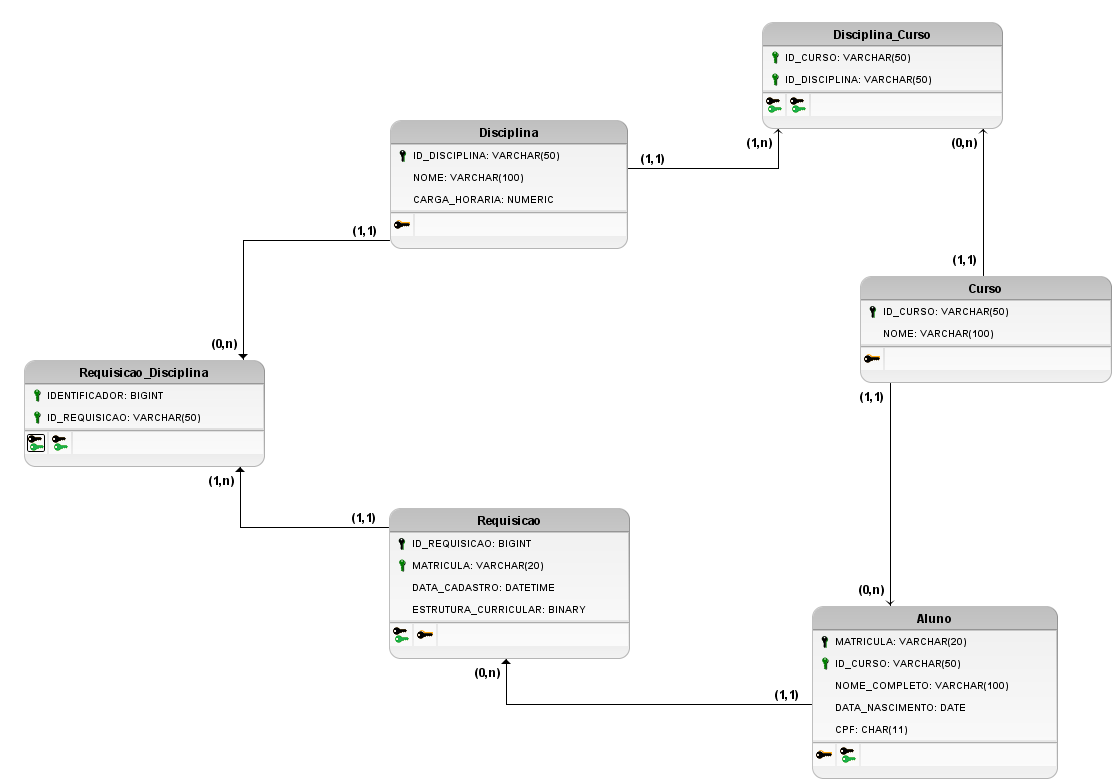 Disciplina_Curso
ID_CURSO: VARCHAR(50)
ID_DISCIPLINA: VARCHAR(50)
(1,n)
(0,n)
Disciplina
ID_DISCIPLINA: VARCHAR(50)
NOME: VARCHAR(100)
CARGA_HORARIA: NUMERIC
(1,1)
(1,1)
(1,1)
Curso
ID_CURSO: VARCHAR(50)
NOME: VARCHAR(100)
(1,1)
(0,n)
Requisicao_Disciplina
IDENTIFICADOR: BIGINT
ID_REQUISICAO: VARCHAR(50)
(1,n)
(1,1)
Requisicao
ID_REQUISICAO: BIGINT
MATRICULA: VARCHAR(20)
DATA_CADASTRO: DATETIME
ESTRUTURA_CURRICULAR: BINARY
(0,n)
(0,n)
Aluno
MATRICULA: VARCHAR(20)
ID_CURSO: VARCHAR(50)
NOME_COMPLETO: VARCHAR(100)
DATA_NASCIMENTO: DATE
CPF: CHAR(11)
(1,1)